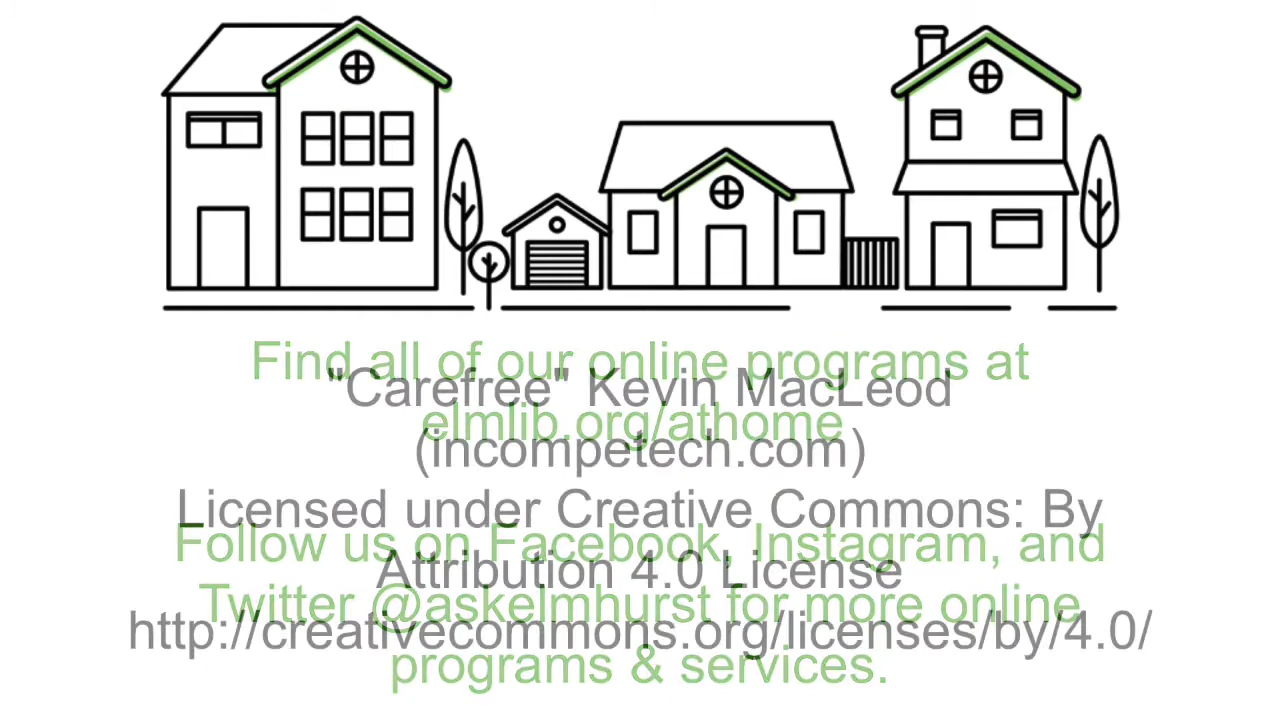 Find all of our online programs at
elmlib.org/athome
Follow us on Facebook, Instagram, and
Twitter @askelmhurst for more online
programs & services.
"Carefree" Kevin MacLeod
(incompetech.com)
Licensed under Creative Commons: By
Attribution 4.0 License
http://creativecommons.org/licenses/by/4.0/